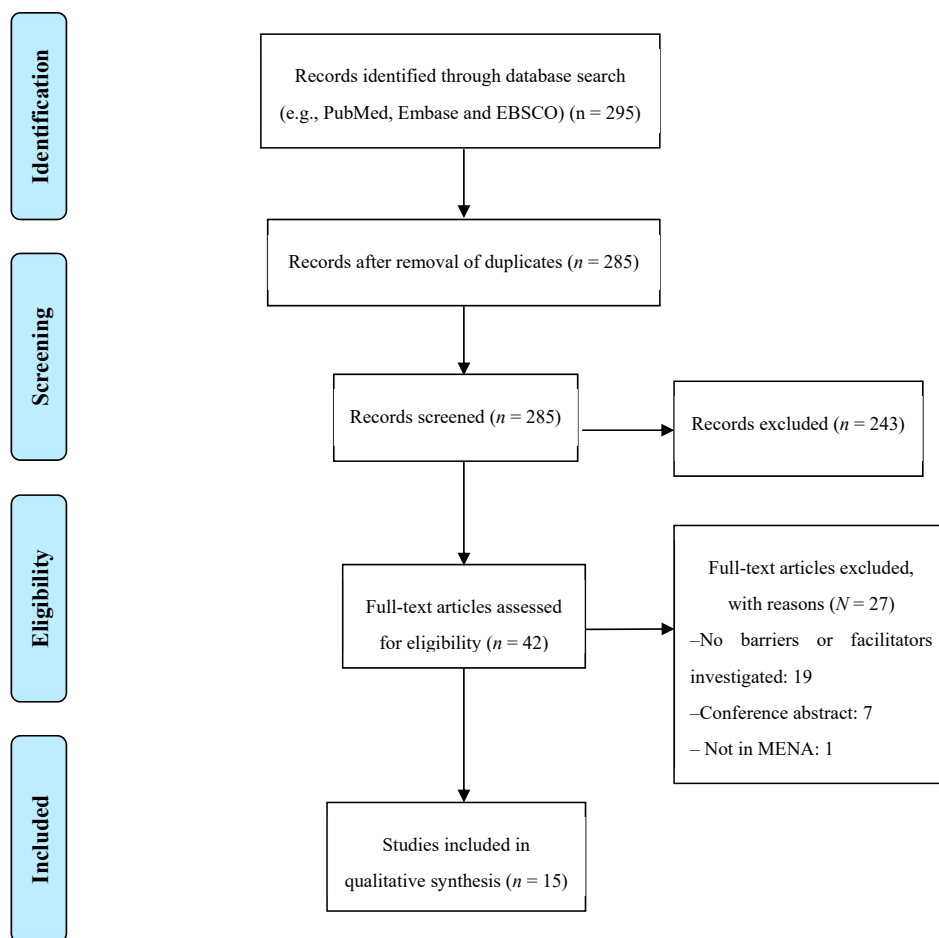 Identification
Records identified through database search
(e.g., PubMed, Embase and EBSCO) (n = 295)
Records after removal of duplicates (n = 285)
Screening
Records screened (n = 285)
Records excluded (n = 243)
Eligibility
Full-text articles assessed
for eligibility (n = 42)
Full-text articles excluded,
with reasons (N = 27)
–No barriers or facilitators
investigated: 19
–Conference abstract: 7
– Not in MENA: 1
Included
Studies included in
qualitative synthesis (n = 15)